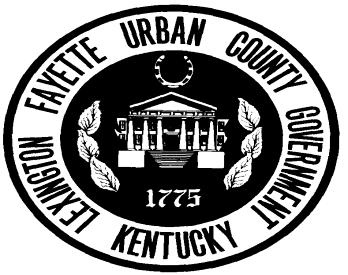 LEXINGTON FAYETTE URBAN COUNTY GOVERNMENT
KENTUCKY
1775